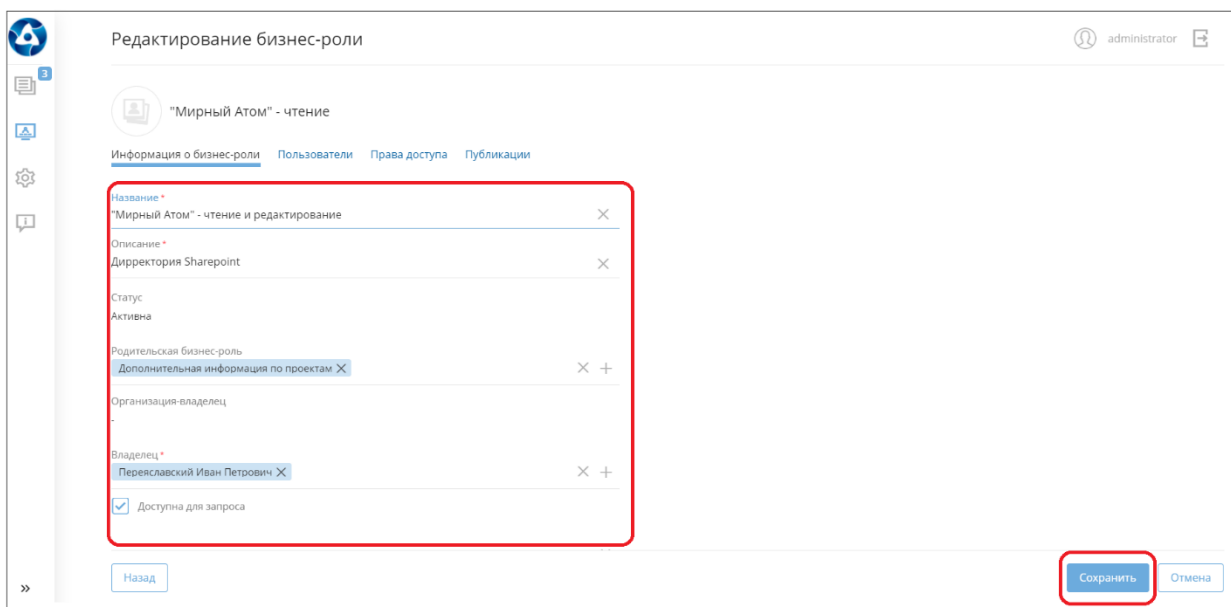 Редактирование бизнес-роли
administrator
3
"Мирный Атом" - чтение
Информация о бизнес-роли Пользователи Права доступа Публикации
Название *
"Мирный Атом" - чтение и редактирование
Описание *
Дирректория Sharepoint
Статус
Активна
Родительская бизнес-роль
Дополнительная информация по проектам
Организация-владелец
-
Владелец *
Переяславский Иван Петрович
Доступна для запроса
Назад
Сохранить
Отмена